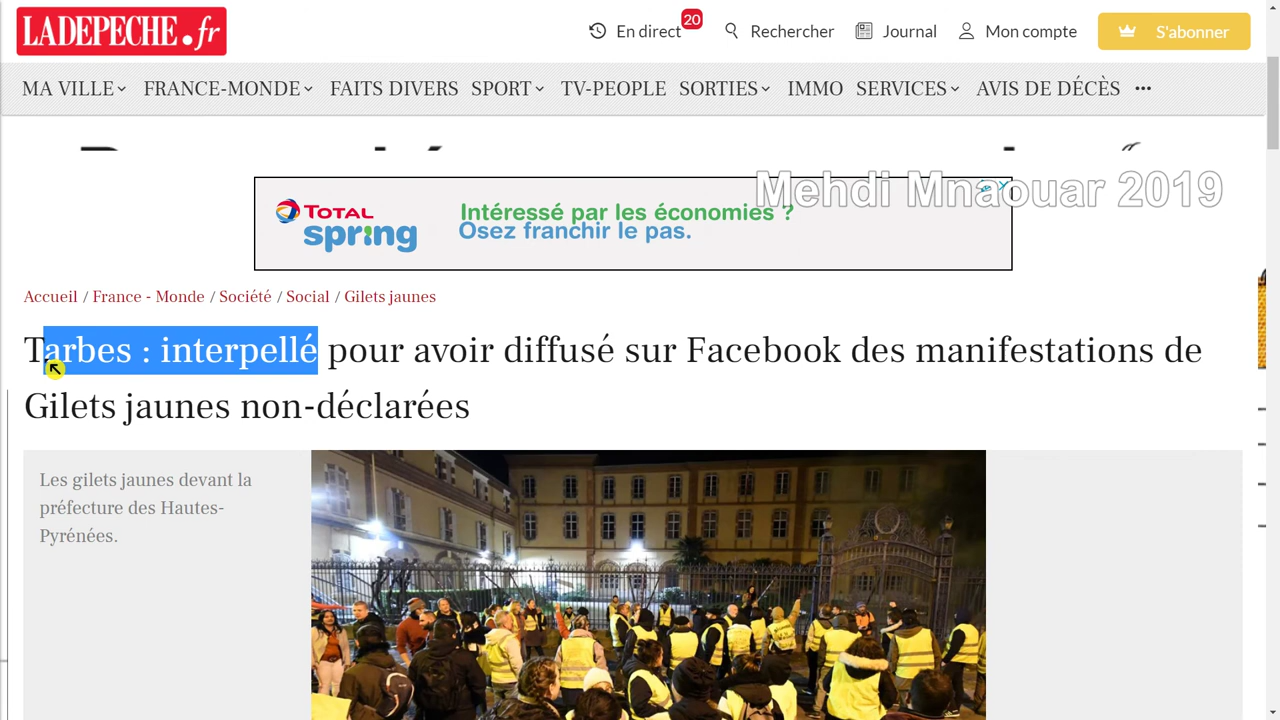 LADEPECHE.fr
En direct 20 Rechercher Journal Mon compte S'abonner
MA VILLE FRANCE-MONDE FAITS DIVERS SPORT TV-PEOPLE SORTIES IMMO SERVICES AVIS DE DÉCÈS ...
Mehdi Mnaouar 2019
TOTAL spring
Intéressé par les économies ?
Osez franchir le pas.
Accueil / France - Monde / Société / Social / Gilets jaunes
Tarbes : interpellé pour avoir diffusé sur Facebook des manifestations de
Gilets jaunes non-déclarées
Les gilets jaunes devant la
préfecture des Hautes-
Pyrénées.